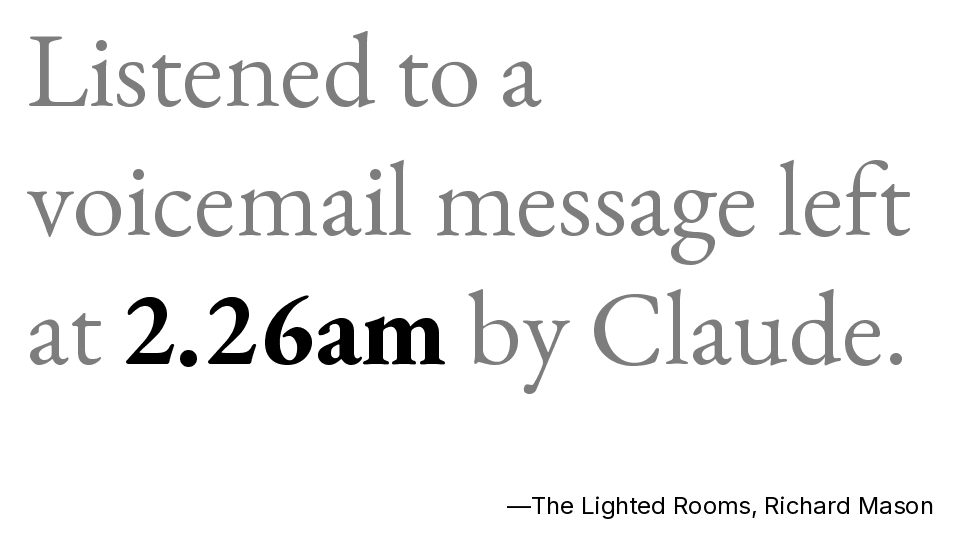 Listened to a
voicemail message left
at 2.26am by Claude.
—The Lighted Rooms, Richard Mason